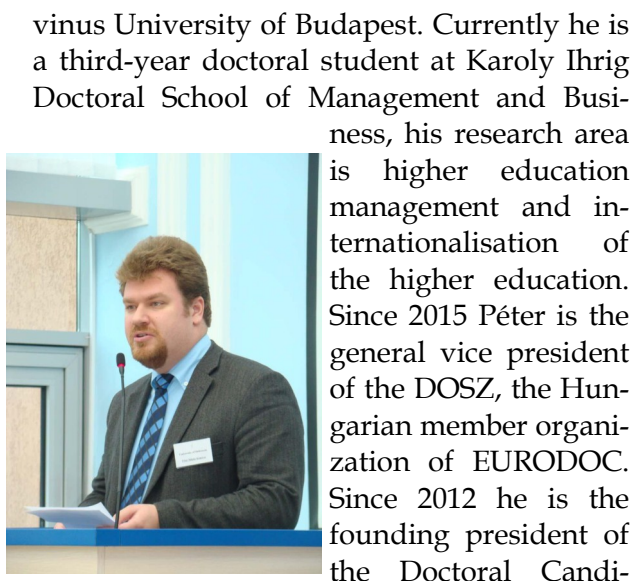 vinus University of Budapest. Currently he is
a third-year doctoral student at Karoly Ihrig
Doctoral School of Management and Busi-
ness, his research area
is higher education
management and in-
ternationalisation of
the higher education.
Since 2015 Péter is the
general vice president
of the DOSZ, the Hun-
garian member organi-
zation of EURODOC.
Since 2012 he is the
founding president of
the Doctoral Candi-